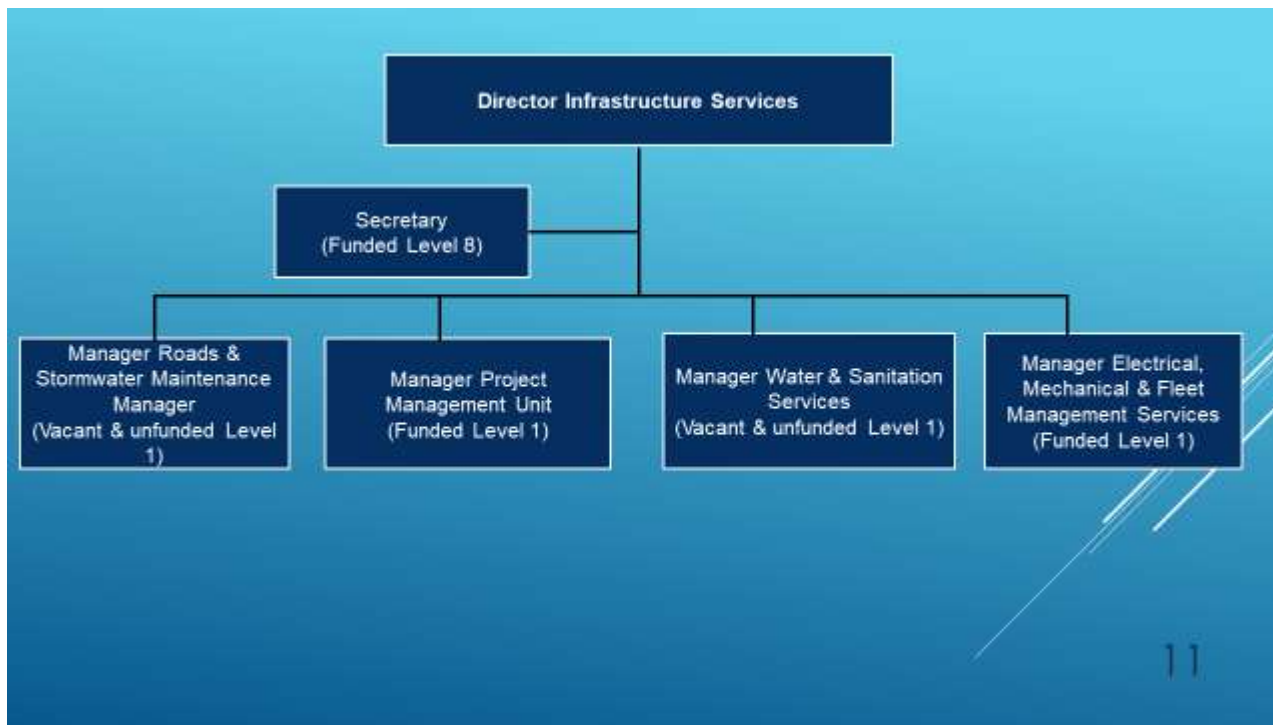 Director Infrastructure Services
Secretary
(Funded Level 8)
Manager Roads &
Stormwater Maintenance
Manager
(Vacant & unfunded Level
1)
Manager Project
Management Unit
(Funded Level 1)
Manager Water & Sanitation
Services
(Vacant & unfunded Level 1)
Manager Electrical,
Mechanical & Fleet
Management Services
(Funded Level 1)
11